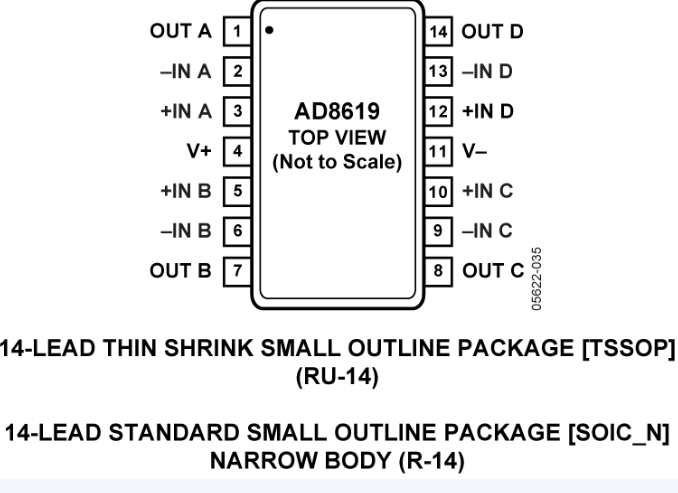 OUT A 1 14 OUT D
–IN A 2 13 –IN D
+IN A 3 AD8619 12 +IN D
TOP VIEW
V+ 4 (Not to Scale) 11 V–
+IN B 5 10 +IN C
–IN B 6 9 –IN C
OUT B 7 8 OUT C
05622-035
14-LEAD THIN SHRINK SMALL OUTLINE PACKAGE [TSSOP]
(RU-14)
14-LEAD STANDARD SMALL OUTLINE PACKAGE [SOIC_N]
NARROW BODY (R-14)